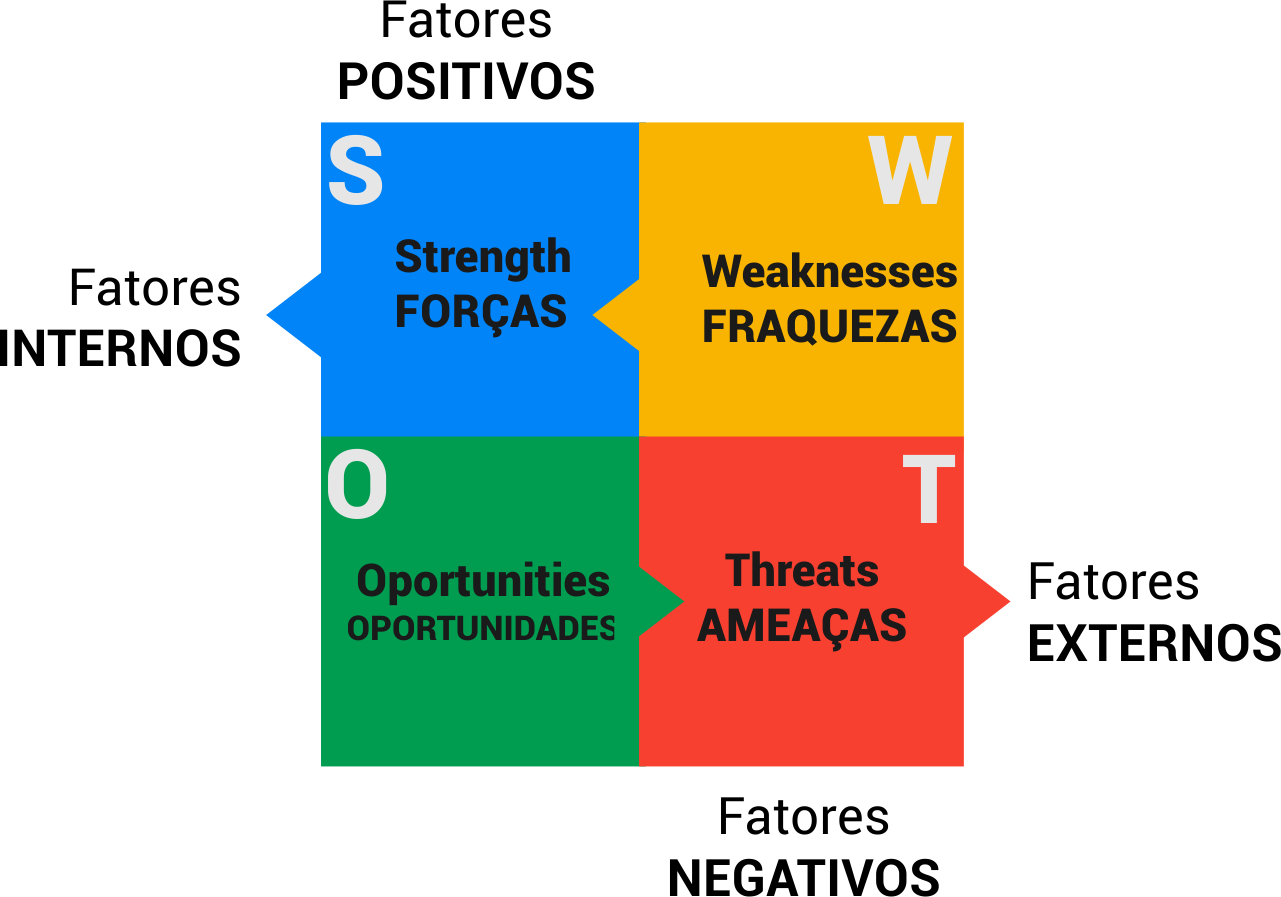 Fatores
POSITIVOS
S
W
Strength
FORÇAS
Weaknesses
FRAQUEZAS
Fatores
INTERNOS
O
T
Oportunities
OPORTUNIDADES
Threats
AMEAÇAS
Fatores
EXTERNOS
Fatores
NEGATIVOS